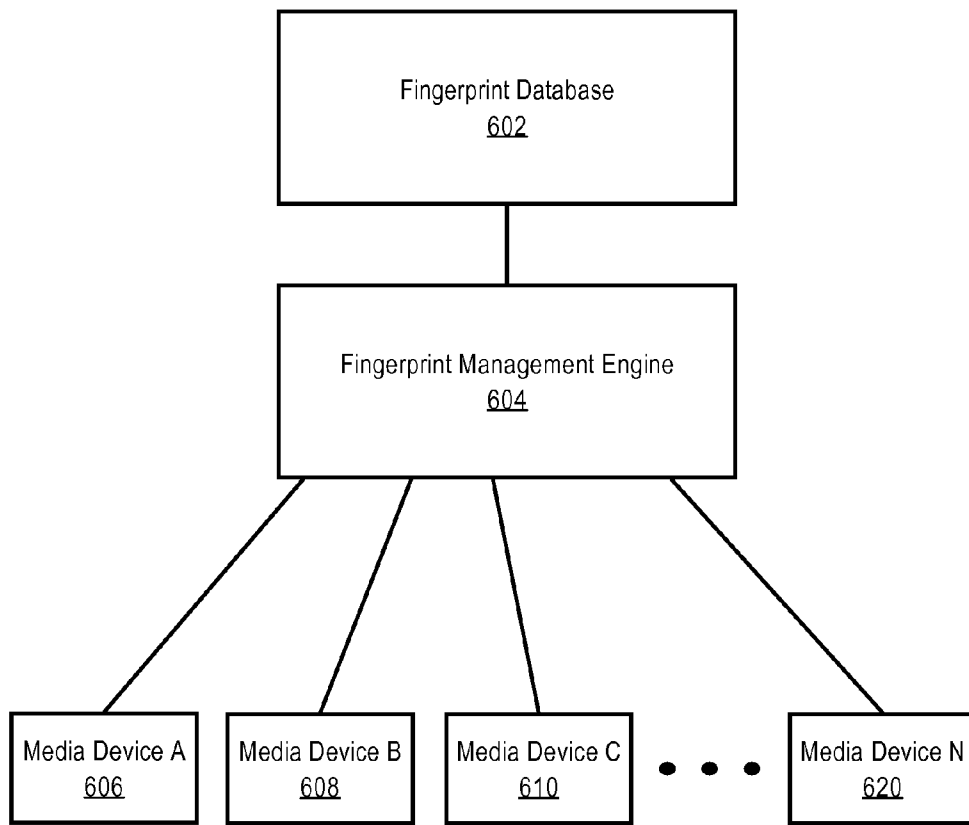 Fingerprint Database
602
Fingerprint Management Engine
604
Media Device A
606
Media Device B
608
Media Device C
610
Media Device N
620